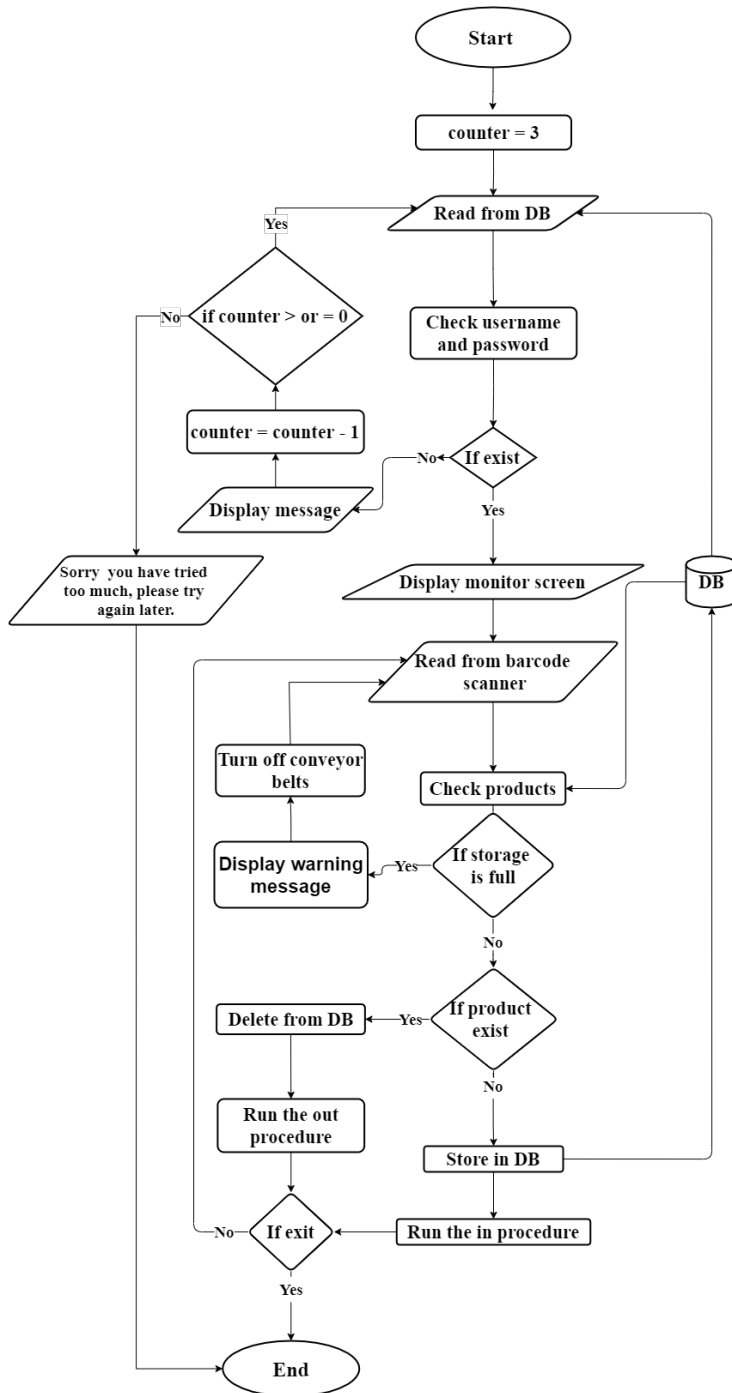 Start
counter = 3
Read from DB
Yes
No
if counter > or = 0
Check username
and password
counter = counter - 1
No
If exist
Display message
Yes
Sorry you have tried
too much, please try
again later.
Display monitor screen
DB
Read from barcode
scanner
Turn off conveyor
belts
Check products
Display warning
message
Yes
If storage
is full
No
Delete from DB
Yes
If product
exist
No
Run the out
procedure
Store in DB
No
If exit
Run the in procedure
Yes
End